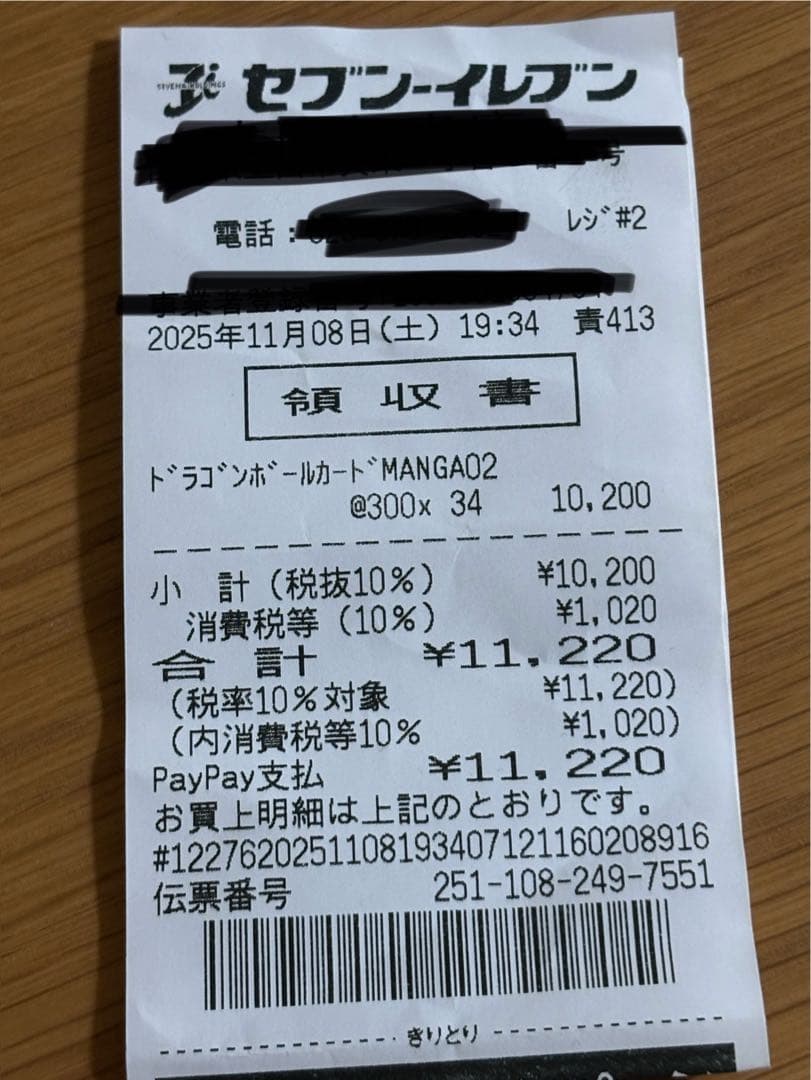 SEVEN&i HOLDINGS
セブン-イレブン
電話: レジ#2
2025年11月08日(土) 19:34 責413
領収書
ドラゴンボールカードMANGA02
@300x 34 10,200
小 計(税抜10%) ¥10,200
消費税等(10%) ¥1,020
合 計 ¥11,220
(税率10%対象 ¥11,220)
(内消費税等10% ¥1,020)
PayPay支払 ¥11,220
お買上明細は上記のとおりです。
#1227620251108193407121160208916
伝票番号 251-108-249-7551
きりとり